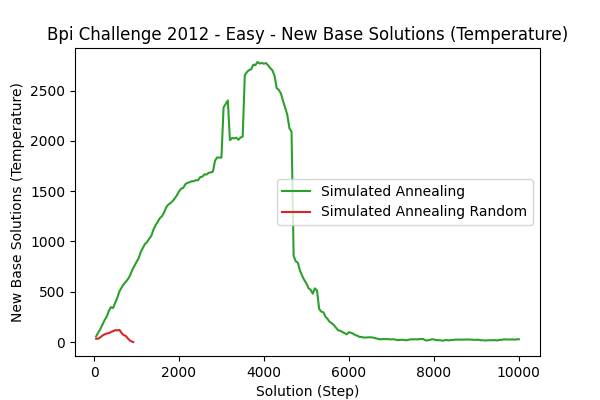 Bpi Challenge 2012 - Easy - New Base Solutions (Temperature)
New Base Solutions (Temperature)
2500
2000
1500
1000
500
0
Simulated Annealing
Simulated Annealing Random
0 2000 4000 6000 8000 10000
Solution (Step)